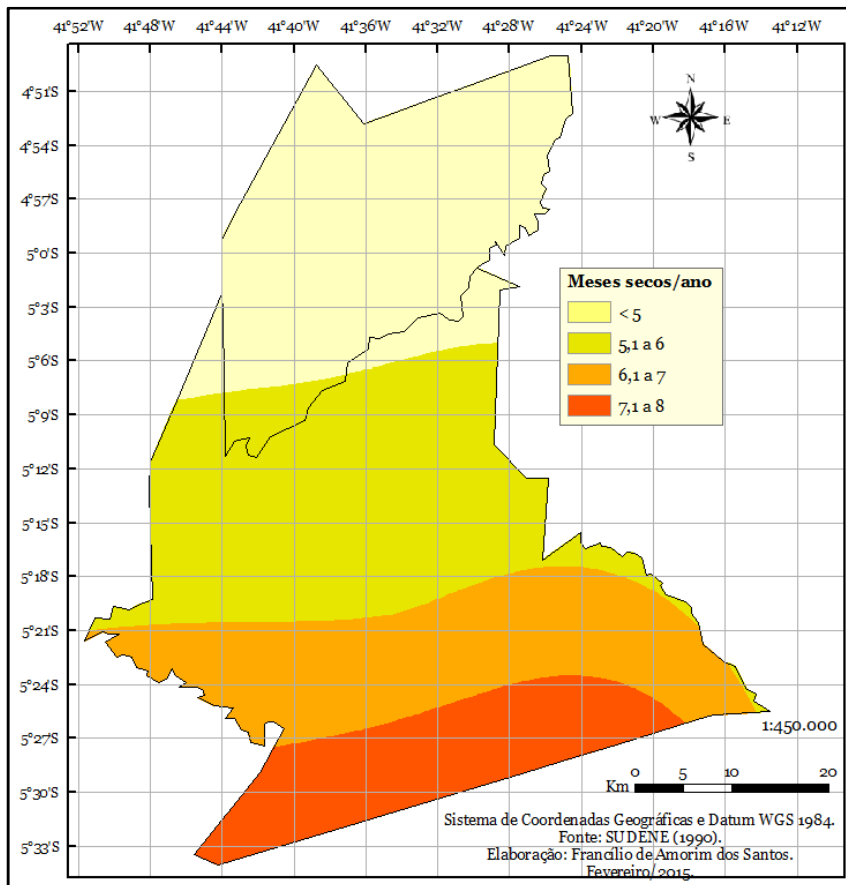 41°52'W 41°48'W 41°44'W 41°40'W 41°36'W 41°32'W 41°28'W 41°24'W 41°20'W 41°16'W 41°12'W
4°51'S
4°54'S
4°57'S
5°0'S
5°3'S
5°6'S
5°9'S
5°12'S
5°15'S
5°18'S
5°21'S
5°24'S
5°27'S
5°30'S
5°33'S
N
W E
S
Meses secos/ano
< 5
5,1 a 6
6,1 a 7
7,1 a 8
1:450.000
0 5 10 20
Km
Sistema de Coordenadas Geográficas e Datum WGS 1984.
Fonte: SUDENE (1990).
Elaboração: Francílio de Amorim dos Santos.
Fevereiro/2015.